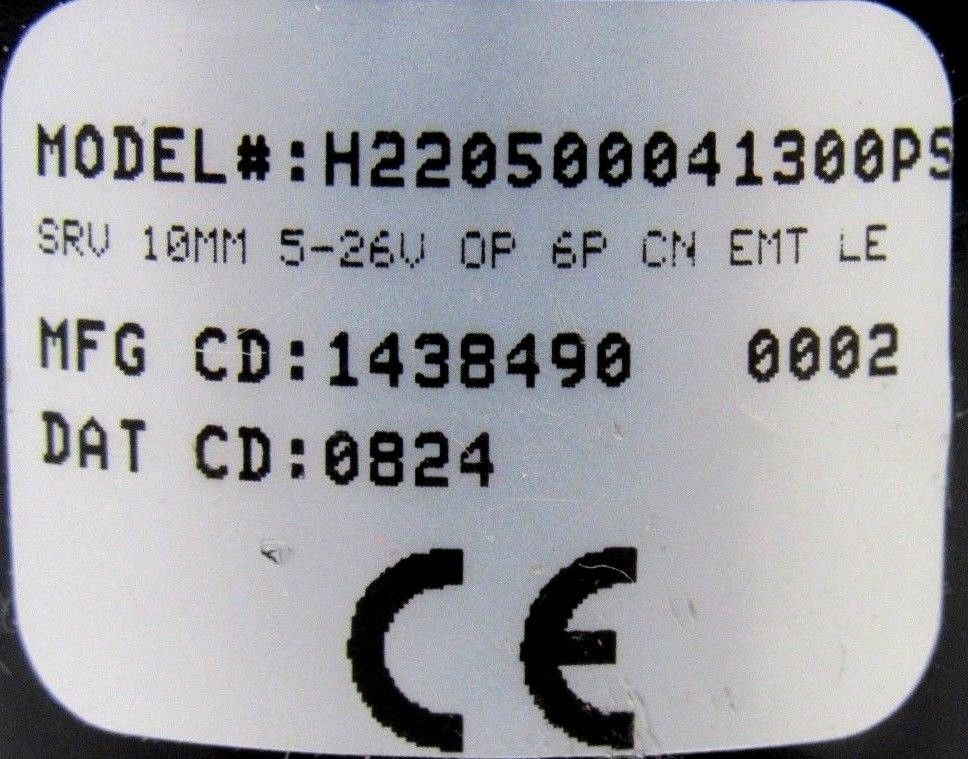 MODEL#:H220500041300PS
SRV 10MM 5-26V OP 6P CN EMT LE
MFG CD:1438490 0002
DAT CD:0824
CE